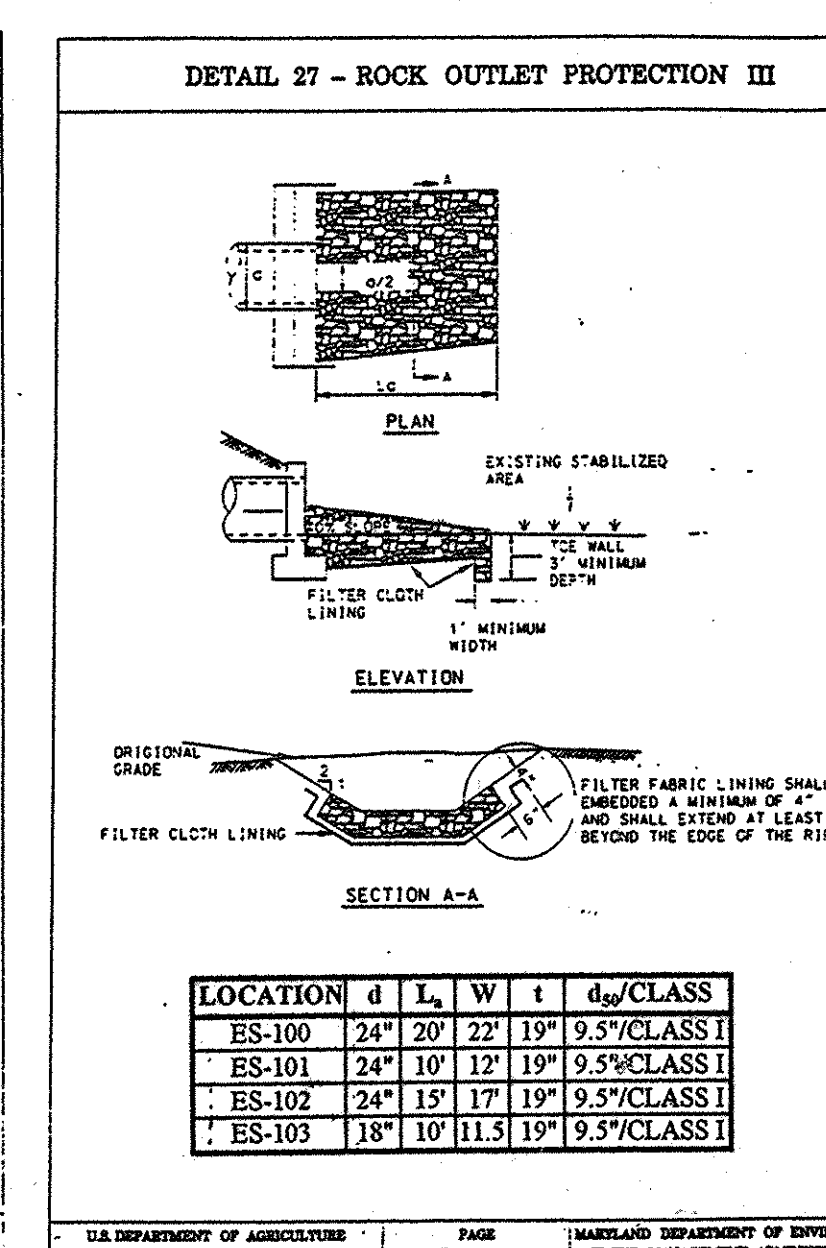 DETAIL 27 - ROCK OUTLET PROTECTION III
A
a/2
A
PLAN
EXISTING STABILIZED
AREA
0% SLOPE
TOE WALL
3' MINIMUM
DEPTH
FILTER CLOTH
LINING
1' MINIMUM
WIDTH
ELEVATION
ORIGIONAL
GRADE
2
1
4"
6"
FILTER FABRIC LINING SHALL
EMBEDDED A MINIMUM OF 4"
AND SHALL EXTEND AT LEAST
BEYOND THE EDGE OF THE
FILTER CLOTH LINING
SECTION A-A
LOCATION d La W t d50/CLASS
ES-100 24" 20' 22' 19" 9.5"/CLASS I
ES-101 24" 10' 12' 19" 9.5"/CLASS I
ES-102 24" 15' 17' 19" 9.5"/CLASS I
ES-103 18" 10' 11.5 19" 9.5"/CLASS I
U.S. DEPARTMENT OF AGRICULTURE PAGE MARYLAND DEPARTMENT OF